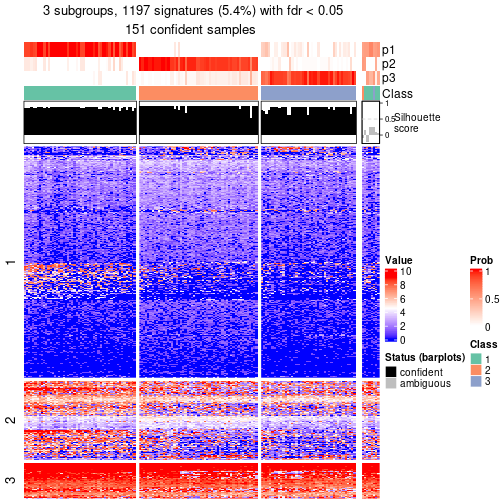 3 subgroups, 1197 signatures (5.4%) with fdr < 0.05
151 confident samples
p1
p2
p3
Class
1
0.5
0
Silhouette
score
1
2
3
Value
10
8
6
4
2
0
Prob
1
0.5
0
Status (barplots)
confident
ambiguous
Class
1
2
3